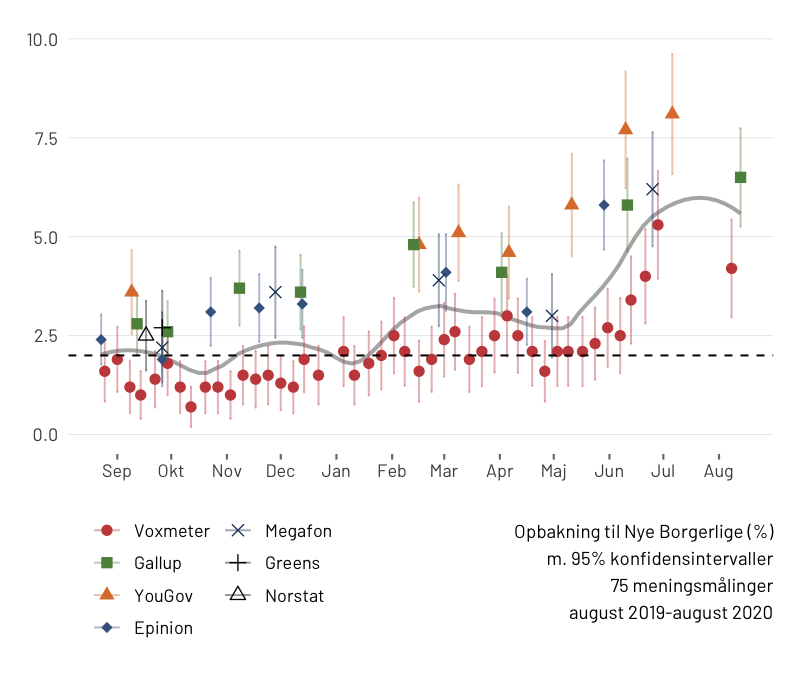 10.0
7.5
5.0
2.5
0.0
Sep Okt Nov Dec Jan Feb Mar Apr Maj Jun Jul Aug
Voxmeter
Gallup
YouGov
Epinion
Megafon
Greens
Norstat
Opbakning til Nye Borgerlige (%)
m. 95% konfidensintervaller
75 meningsmålinger
august 2019-august 2020